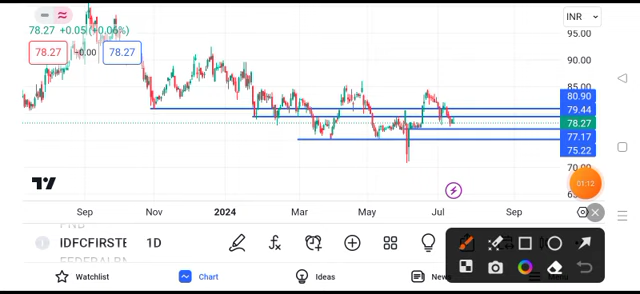 78.27 +0.05 (+0.06%)
INR
78.27 +0.00 78.27
95.00
90.00
85.00
80.90
79.44
78.27
77.17
75.22
70.00
01:12
Sep Nov 2024 Mar May Jul Sep
IDFCFIRSTB 1D
FEDERALBN
Watchlist Chart Ideas News Menu